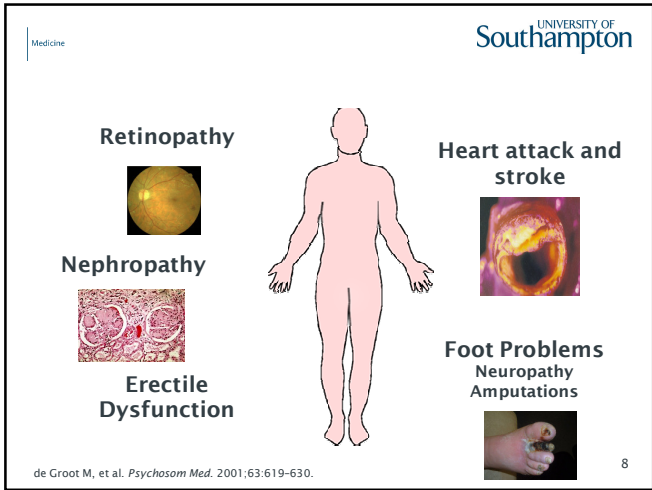 Medicine
UNIVERSITY OF
Southampton
Retinopathy
Nephropathy
Erectile
Dysfunction
Heart attack and
stroke
Foot Problems
Neuropathy
Amputations
de Groot M, et al. Psychosom Med. 2001;63:619–630.
8